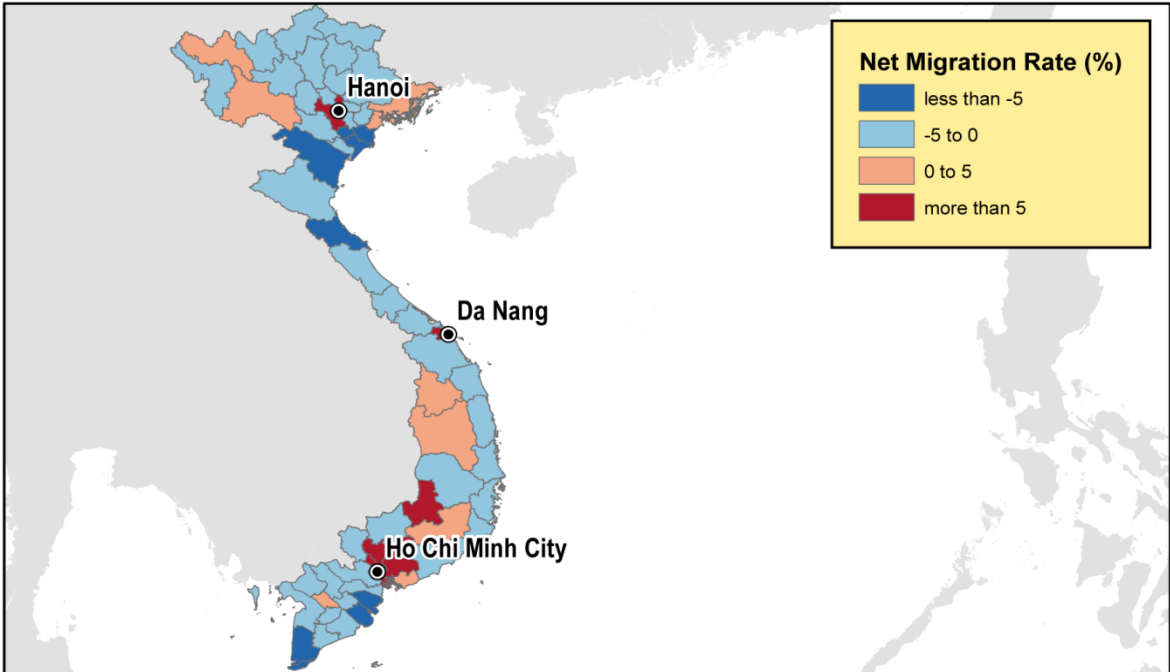 Net Migration Rate (%)
less than -5
-5 to 0
0 to 5
more than 5
Hanoi
Da Nang
Ho Chi Minh City